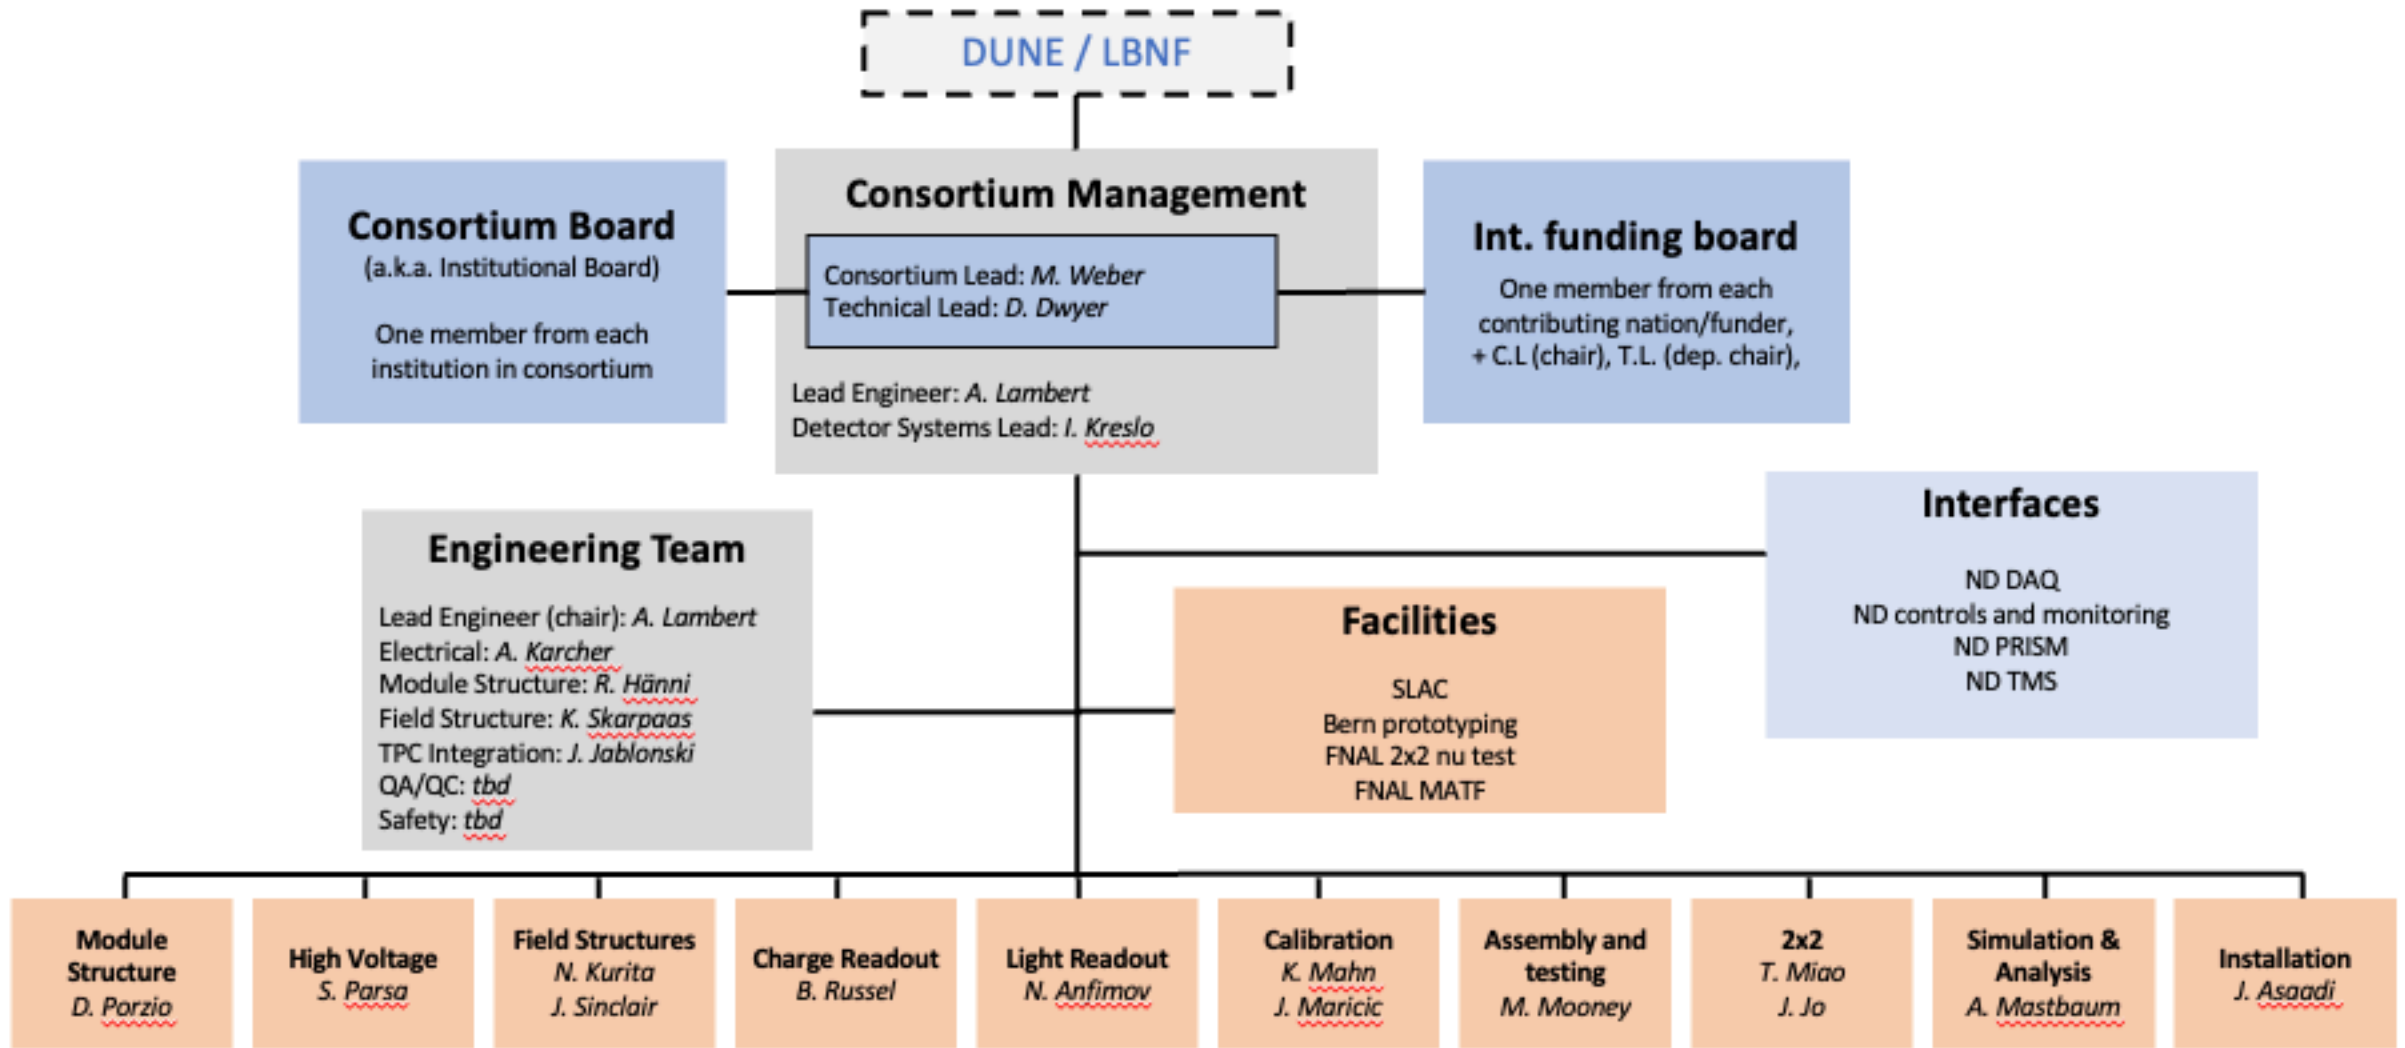 DUNE / LBNF
Consortium Board
(a.k.a. Institutional Board)
One member from each
institution in consortium
Consortium Management
Consortium Lead: M. Weber
Technical Lead: D. Dwyer
Lead Engineer: A. Lambert
Detector Systems Lead: I. Kreslo
Int. funding board
One member from each
contributing nation/funder,
+ C.L (chair), T.L. (dep. chair),
Engineering Team
Lead Engineer (chair): A. Lambert
Electrical: A. Karcher
Module Structure: R. Hänni
Field Structure: K. Skarpaas
TPC Integration: J. Jablonski
QA/QC: tbd
Safety: tbd
Facilities
SLAC
Bern prototyping
FNAL 2x2 nu test
FNAL MATF
Interfaces
ND DAQ
ND controls and monitoring
ND PRISM
ND TMS
Module
Structure
D. Porzio
High Voltage
S. Parsa
Field Structures
N. Kurita
J. Sinclair
Charge Readout
B. Russel
Light Readout
N. Anfimov
Calibration
K. Mahn
J. Maricic
Assembly and
testing
M. Mooney
2x2
T. Miao
J. Jo
Simulation &
Analysis
A. Mastbaum
Installation
J. Asaadi